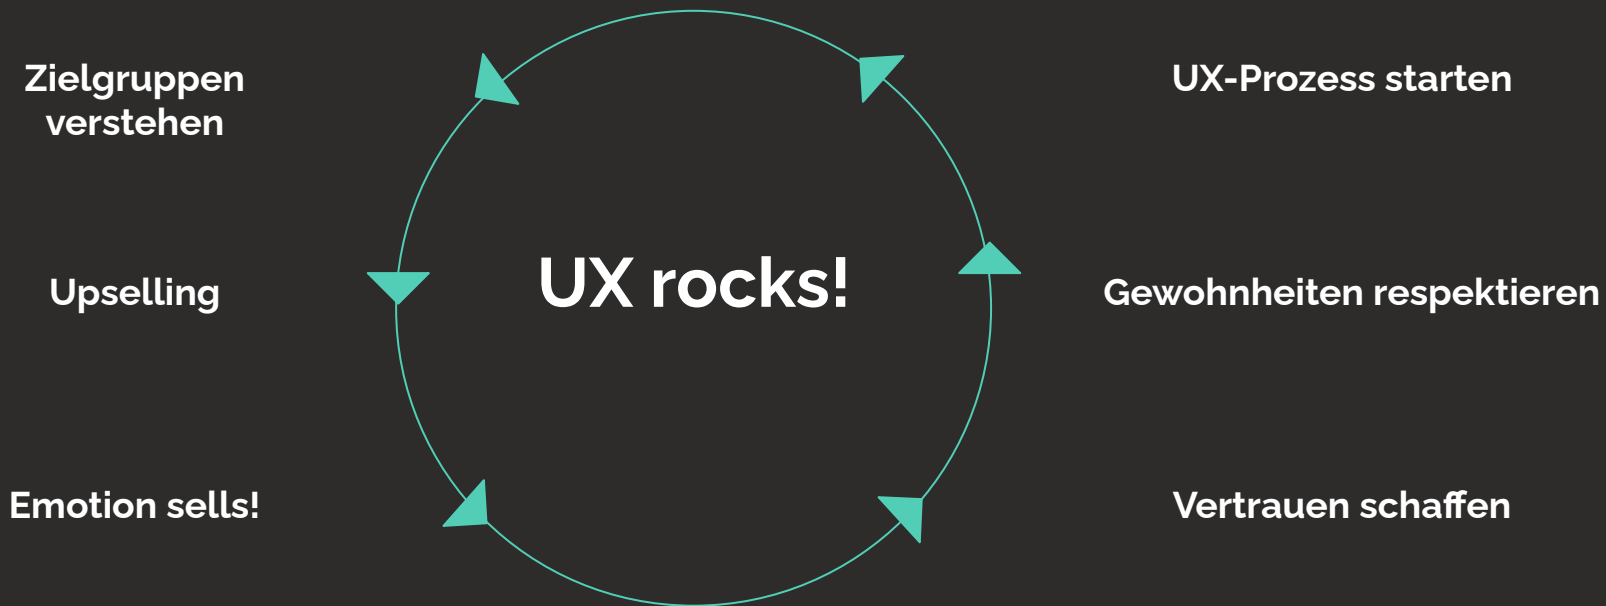 Zielgruppen
verstehen
UX-Prozess starten
Upselling
UX rocks!
Gewohnheiten respektieren
Emotion sells!
Vertrauen schaffen